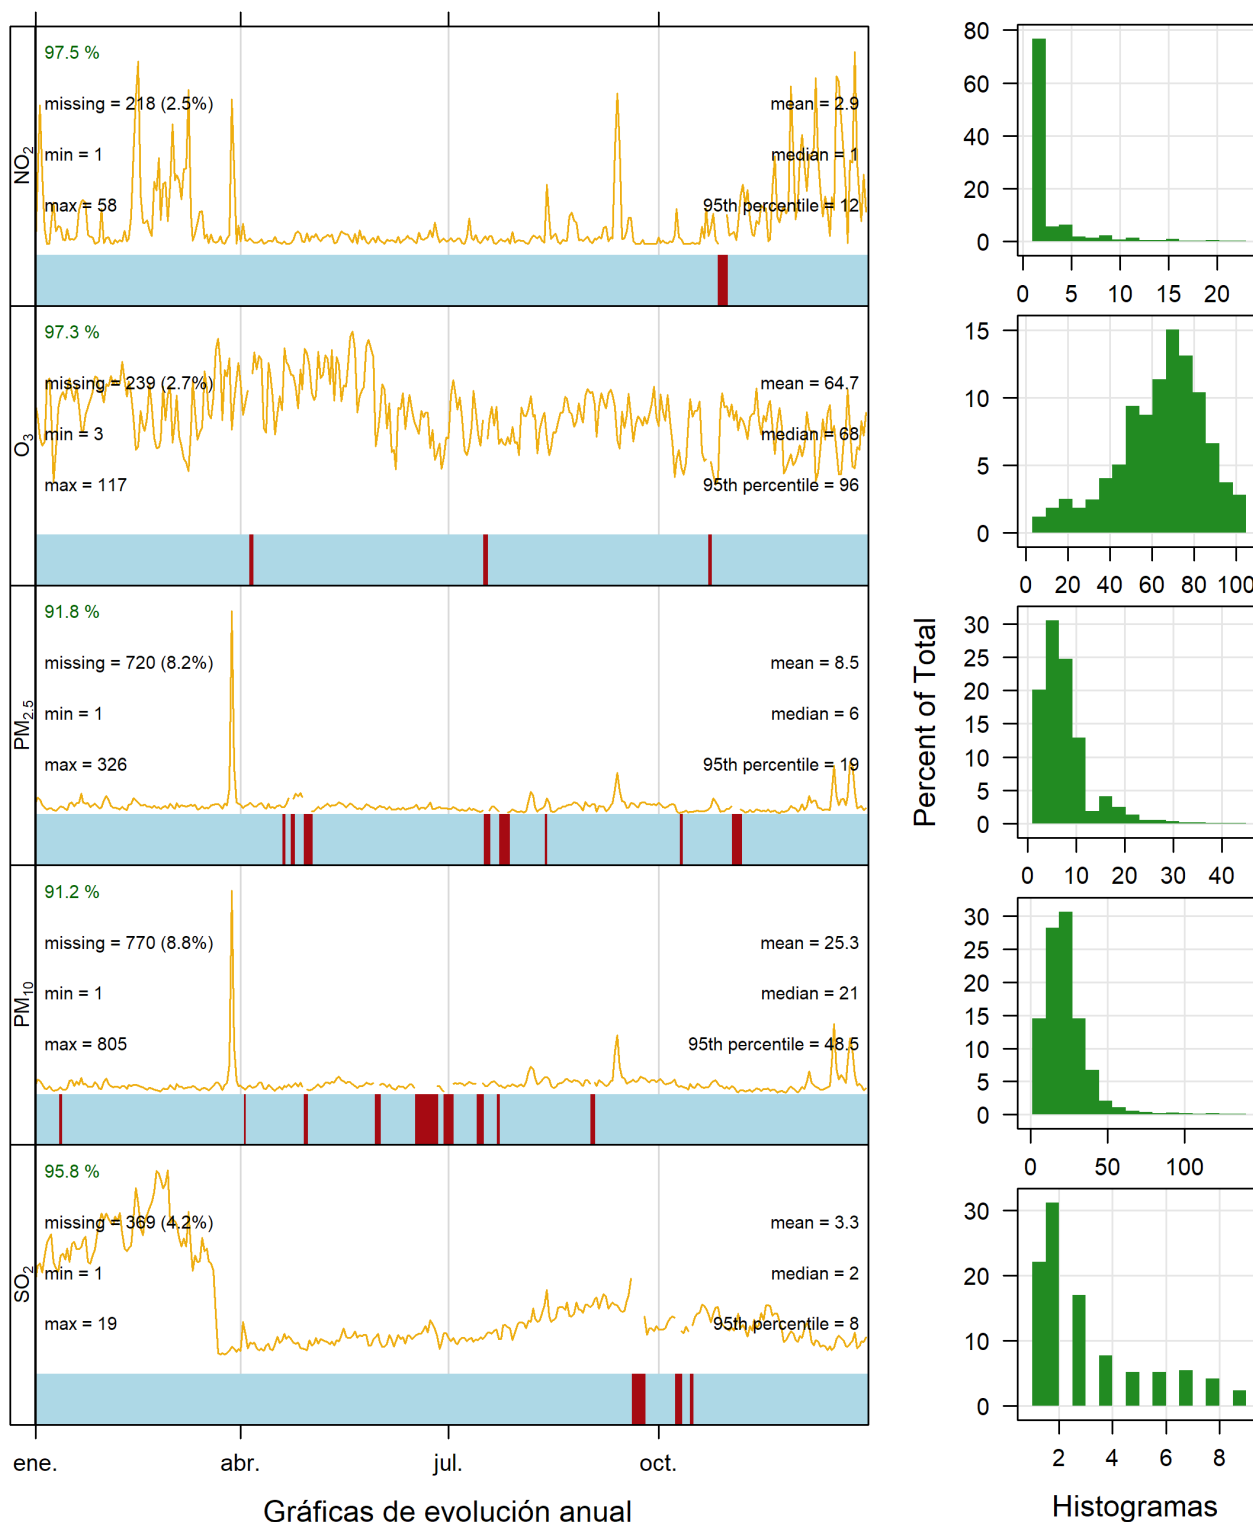 NO2
97.5 %
missing = 218 (2.5%)
min = 1
max = 58
mean = 2.9
median = 1
95th percentile = 12
O3
97.3 %
missing = 239 (2.7%)
min = 3
max = 117
mean = 64.7
median = 68
95th percentile = 96
PM2.5
91.8 %
missing = 720 (8.2%)
min = 1
max = 326
mean = 8.5
median = 6
95th percentile = 19
PM10
91.2 %
missing = 770 (8.8%)
min = 1
max = 805
mean = 25.3
median = 21
95th percentile = 48.5
SO2
95.8 %
missing = 369 (4.2%)
min = 1
max = 19
mean = 3.3
median = 2
95th percentile = 8
ene. abr. jul. oct.
Gráficas de evolución anual
Percent of Total
80
60
40
20
0
0 5 10 15 20
15
10
5
0
0 20 40 60 80 100
30
25
20
15
10
5
0
0 10 20 30 40
30
25
20
15
10
5
0
0 50 100
30
20
10
0
2 4 6 8
Histogramas